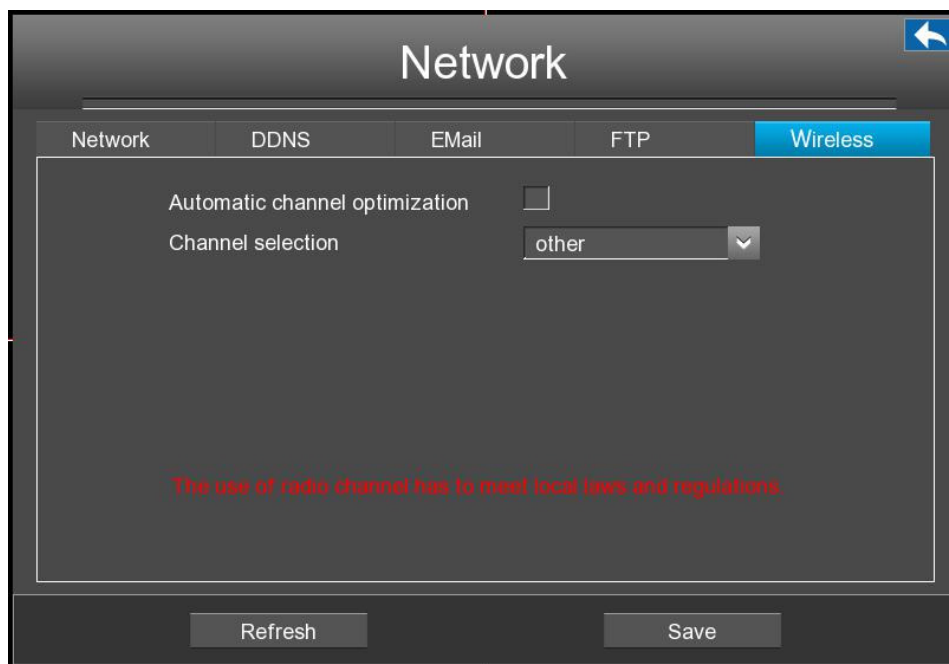 Network
Network DDNS EMail FTP Wireless
Automatic channel optimization
Channel selection other
The use of radio channel has to meet local laws and regulations.
Refresh Save